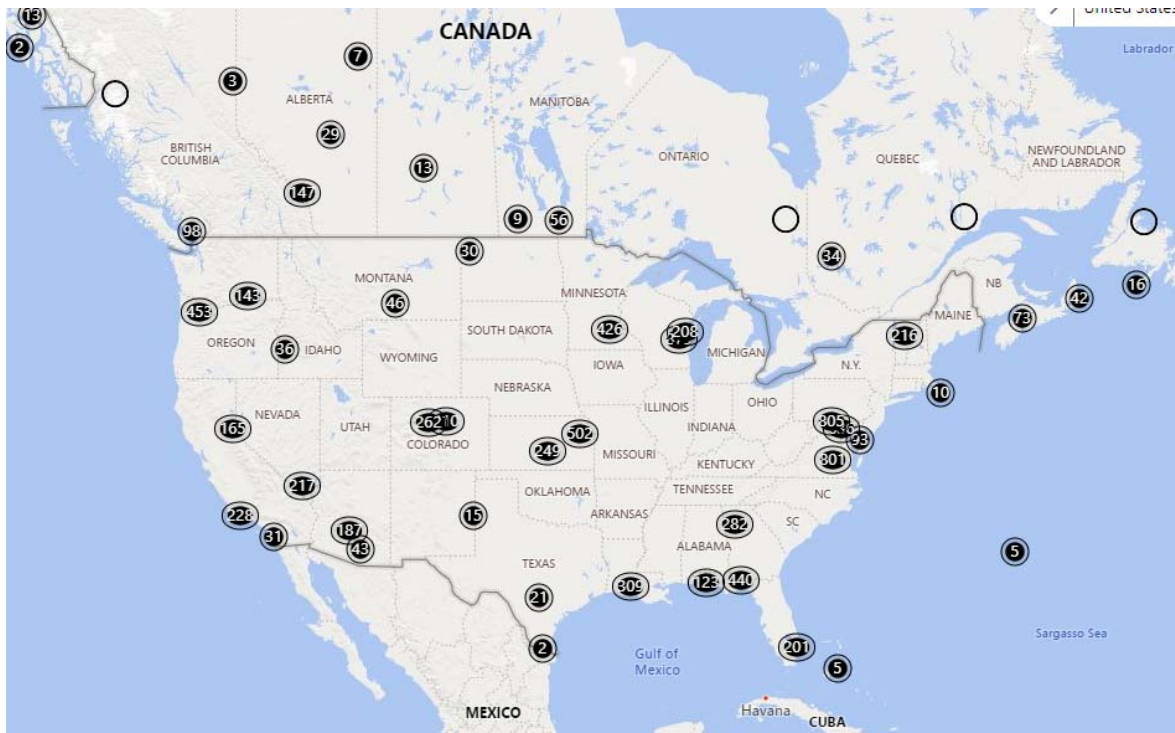 United States
13
CANADA
2
Labrador
7
3
ALBERTA
MANITOBA
29
BRITISH
COLUMBIA
ONTARIO
QUEBEC
NEWFOUNDLAND
AND LABRADOR
13
147
9
56
98
30
34
MONTANA
143
46
MINNESOTA
NB
16
42
453
SOUTH DAKOTA
426
208
MAINE
73
216
OREGON
36
IDAHO
WYOMING
MICHIGAN
IOWA
N.Y.
NEBRASKA
10
ILLINOIS
OHIO
NEVADA
165
UTAH
262
COLORADO
502
INDIANA
805
93
249
MISSOURI
801
KENTUCKY
217
OKLAHOMA
TENNESSEE
NC
228
15
ARKANSAS
SC
31
187
43
282
ALABAMA
5
TEXAS
309
123
440
21
Sargasso Sea
2
Gulf of
Mexico
201
5
MEXICO
Havana
CUBA